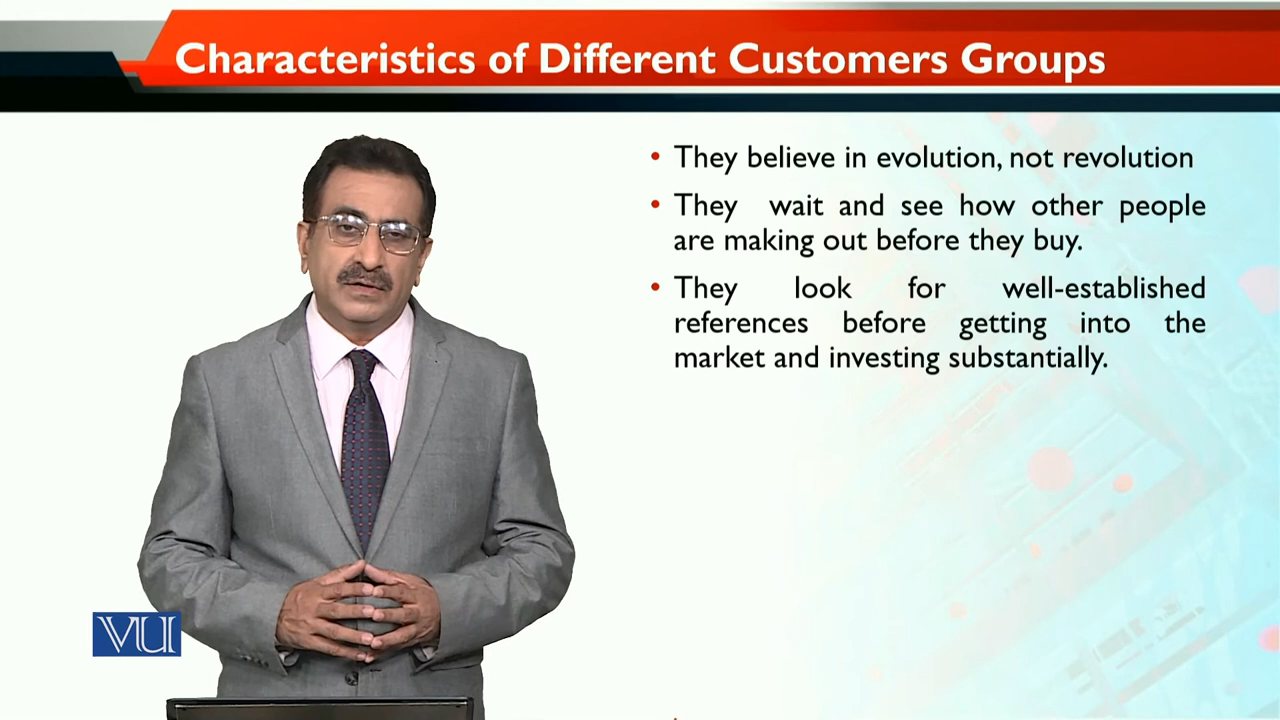 Characteristics of Different Customers Groups
• They believe in evolution, not revolution
• They wait and see how other people
are making out before they buy.
• They look for well-established
references before getting into the
market and investing substantially.
VU